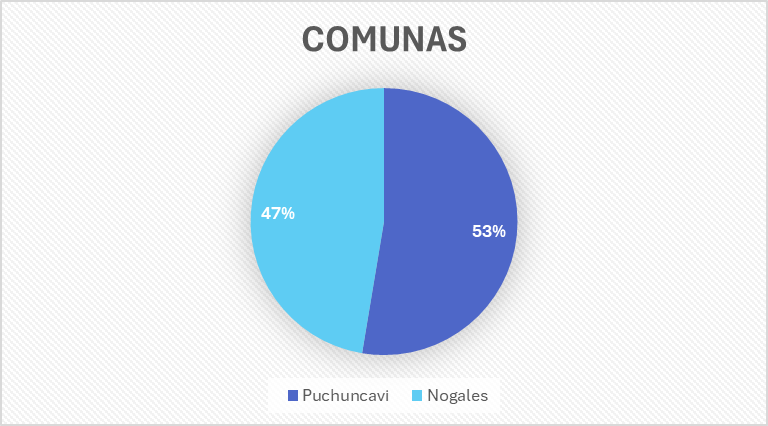 COMUNAS
47%
53%
Puchuncavi Nogales